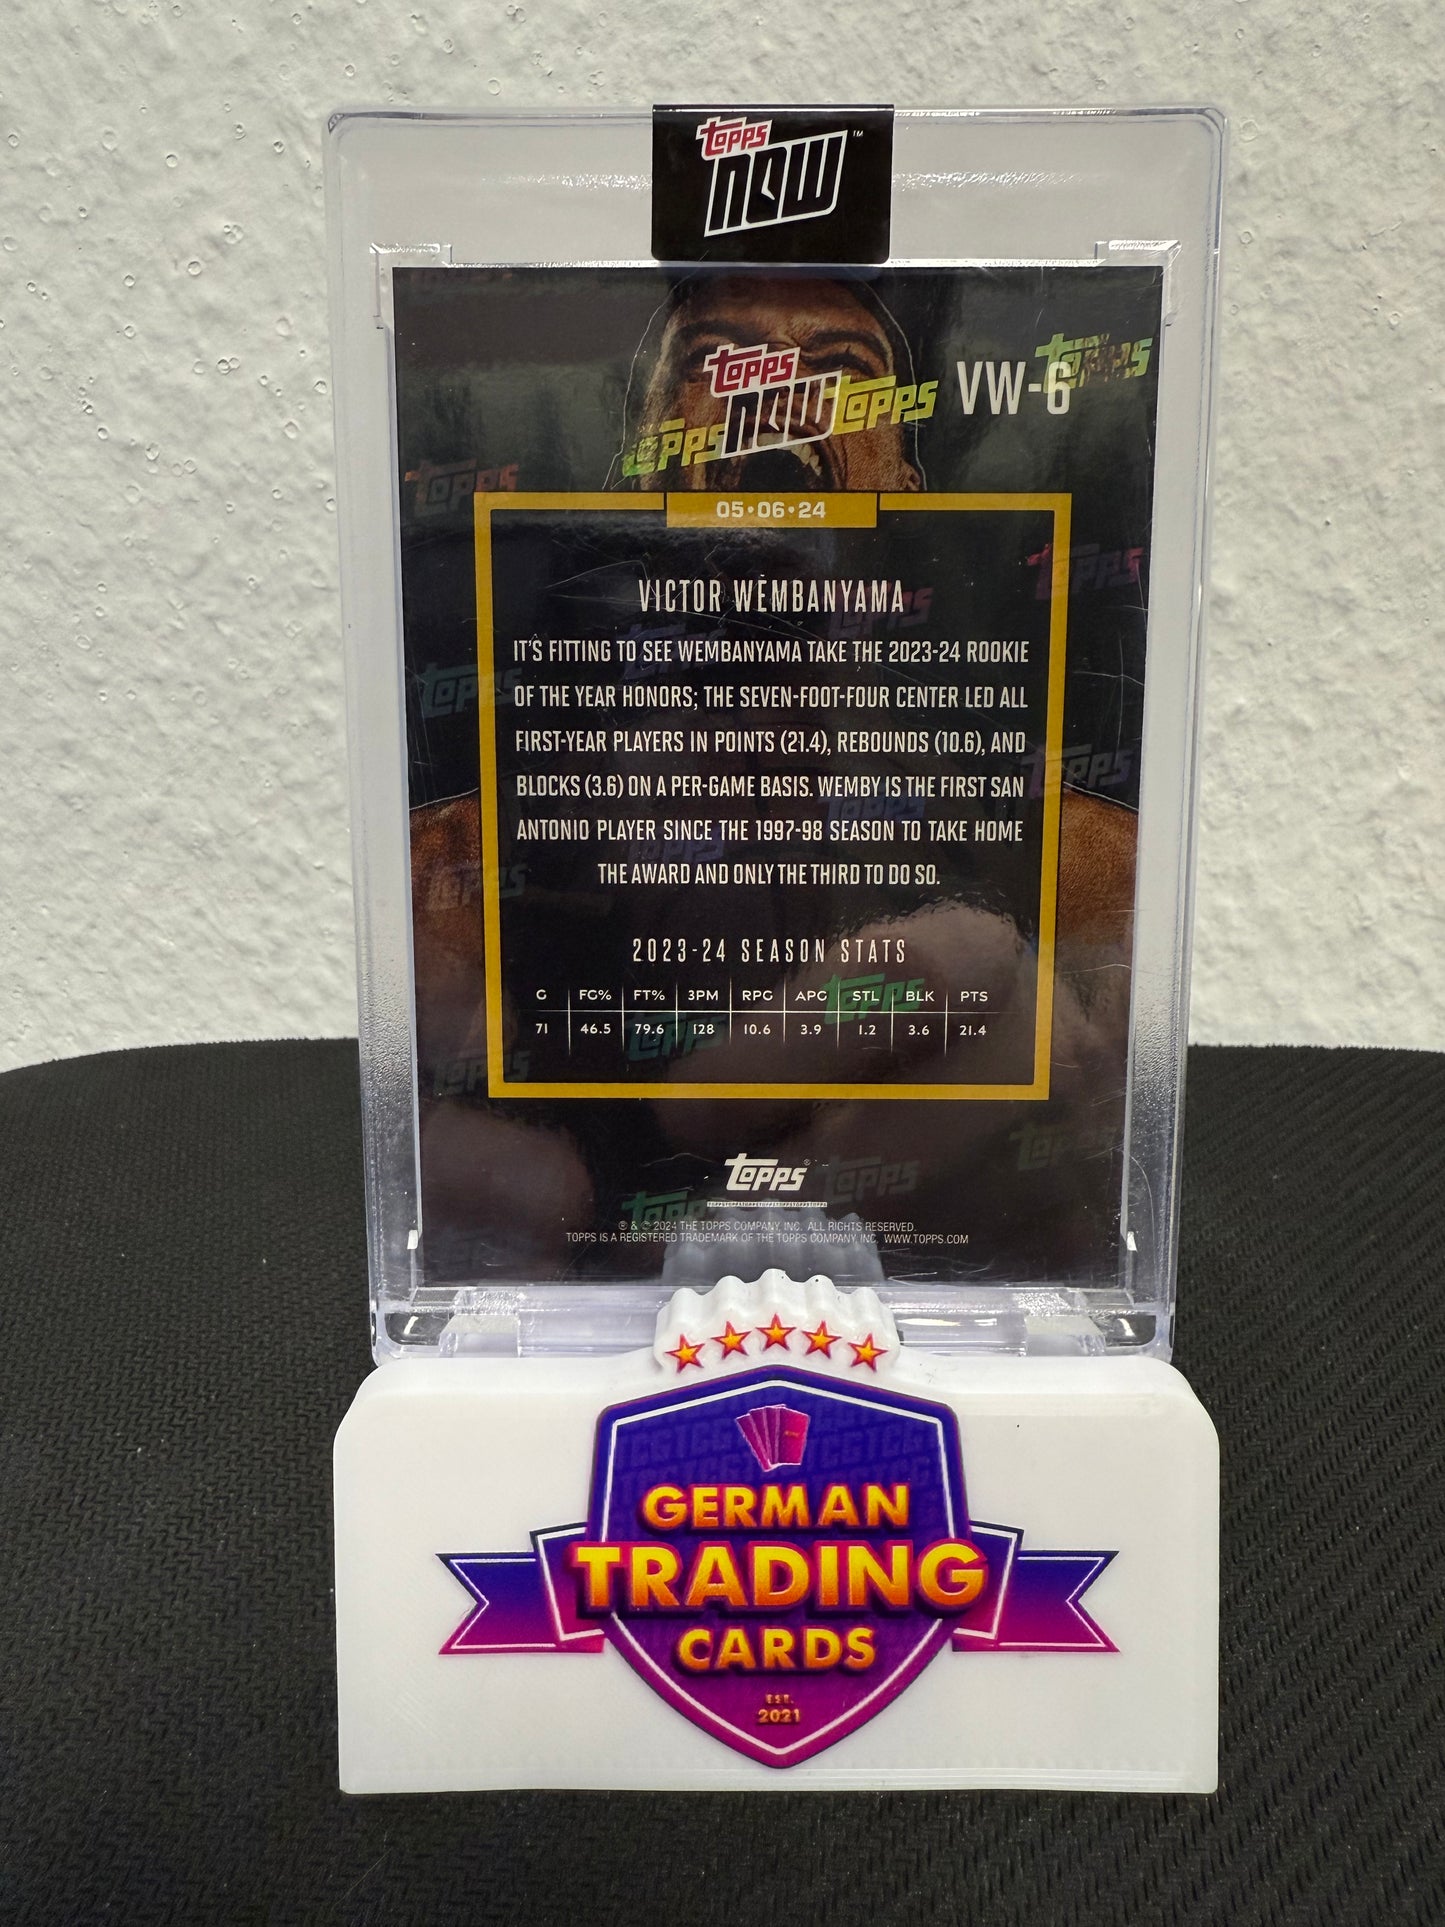 topps
NOW™
topps
NOW
VW-6
05•06•24
VICTOR WEMBANYAMA
IT'S FITTING TO SEE WEMBANYAMA TAKE THE 2023-24 ROOKIE
OF THE YEAR HONORS; THE SEVEN-FOOT-FOUR CENTER LED ALL
FIRST-YEAR PLAYERS IN POINTS (21.4), REBOUNDS (10.6), AND
BLOCKS (3.6) ON A PER-GAME BASIS. WEMBY IS THE FIRST SAN
ANTONIO PLAYER SINCE THE 1997-98 SEASON TO TAKE HOME
THE AWARD AND ONLY THE THIRD TO DO SO.
2023-24 SEASON STATS
G FG% FT% 3PM RPG APG STL BLK PTS
71 46.5 79.6 128 10.6 3.9 1.2 3.6 21.4
topps®
® & © 2024 THE TOPPS COMPANY, INC. ALL RIGHTS RESERVED.
TOPPS IS A REGISTERED TRADEMARK OF THE TOPPS COMPANY, INC. WWW.TOPPS.COM
GERMAN
TRADING
CARDS
EST.
2021